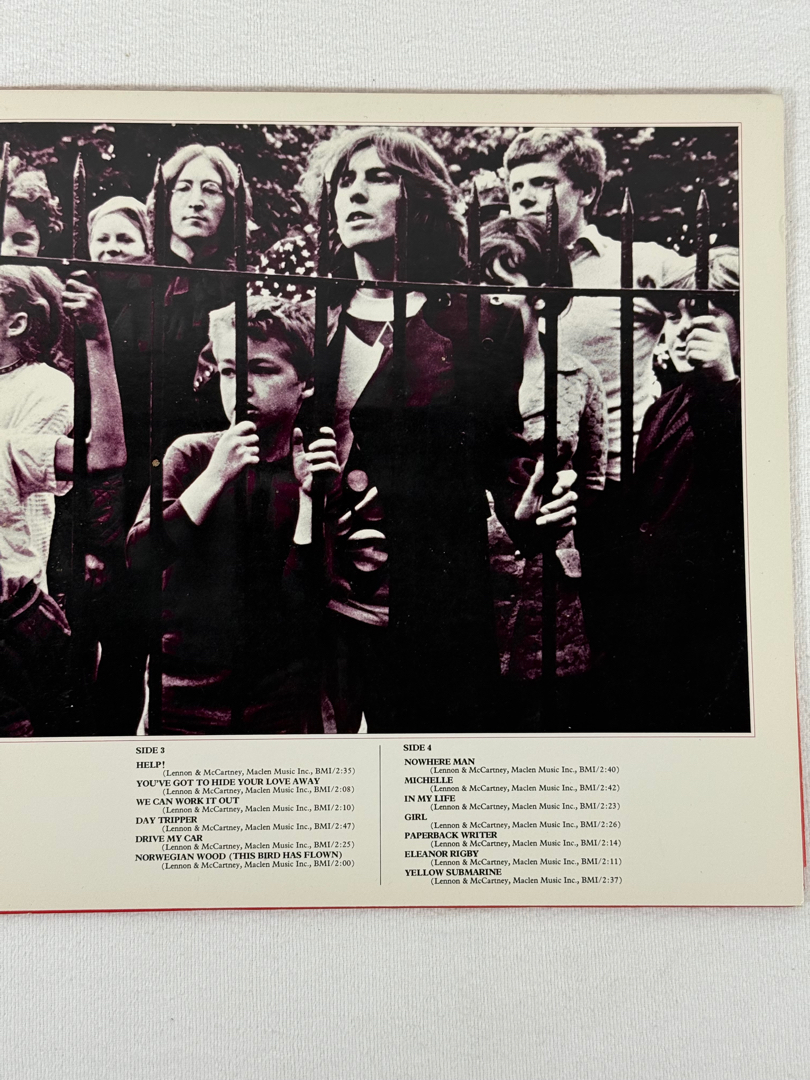 SIDE 3
HELP!
(Lennon & McCartney, Maclen Music Inc., BMI/2:35)
YOU'VE GOT TO HIDE YOUR LOVE AWAY
(Lennon & McCartney, Maclen Music Inc., BMI/2:08)
WE CAN WORK IT OUT
(Lennon & McCartney, Maclen Music Inc., BMI/2:10)
DAY TRIPPER
(Lennon & McCartney, Maclen Music Inc., BMI/2:47)
DRIVE MY CAR
(Lennon & McCartney, Maclen Music Inc., BMI/2:25)
NORWEGIAN WOOD (THIS BIRD HAS FLOWN)
(Lennon & McCartney, Maclen Music Inc., BMI/2:00)
SIDE 4
NOWHERE MAN
(Lennon & McCartney, Maclen Music Inc., BMI/2:40)
MICHELLE
(Lennon & McCartney, Maclen Music Inc., BMI/2:42)
IN MY LIFE
(Lennon & McCartney, Maclen Music Inc., BMI/2:23)
GIRL
(Lennon & McCartney, Maclen Music Inc., BMI/2:26)
PAPERBACK WRITER
(Lennon & McCartney, Maclen Music Inc., BMI/2:14)
ELEANOR RIGBY
(Lennon & McCartney, Maclen Music Inc., BMI/2:11)
YELLOW SUBMARINE
(Lennon & McCartney, Maclen Music Inc., BMI/2:37)